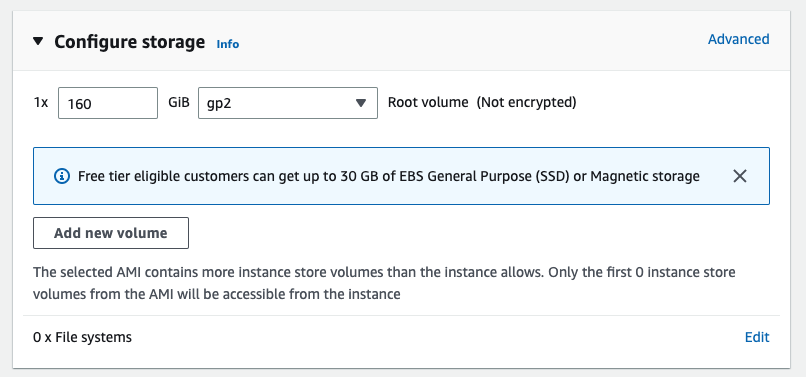 Configure storage Info Advanced
1x 160 GiB gp2 Root volume (Not encrypted)
Free tier eligible customers can get up to 30 GB of EBS General Purpose (SSD) or Magnetic storage
Add new volume
The selected AMI contains more instance store volumes than the instance allows. Only the first 0 instance store
volumes from the AMI will be accessible from the instance
0 x File systems Edit